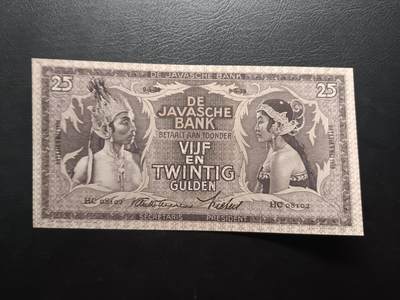 DE JAVASCHE BANK
25
25
DE
JAVASCHE
BANK
BETAALT AAN TOONDER
VIJF
EN
TWINTIG
GULDEN
HC 08102
HC 08102
SECRETARIS
PRESIDENT